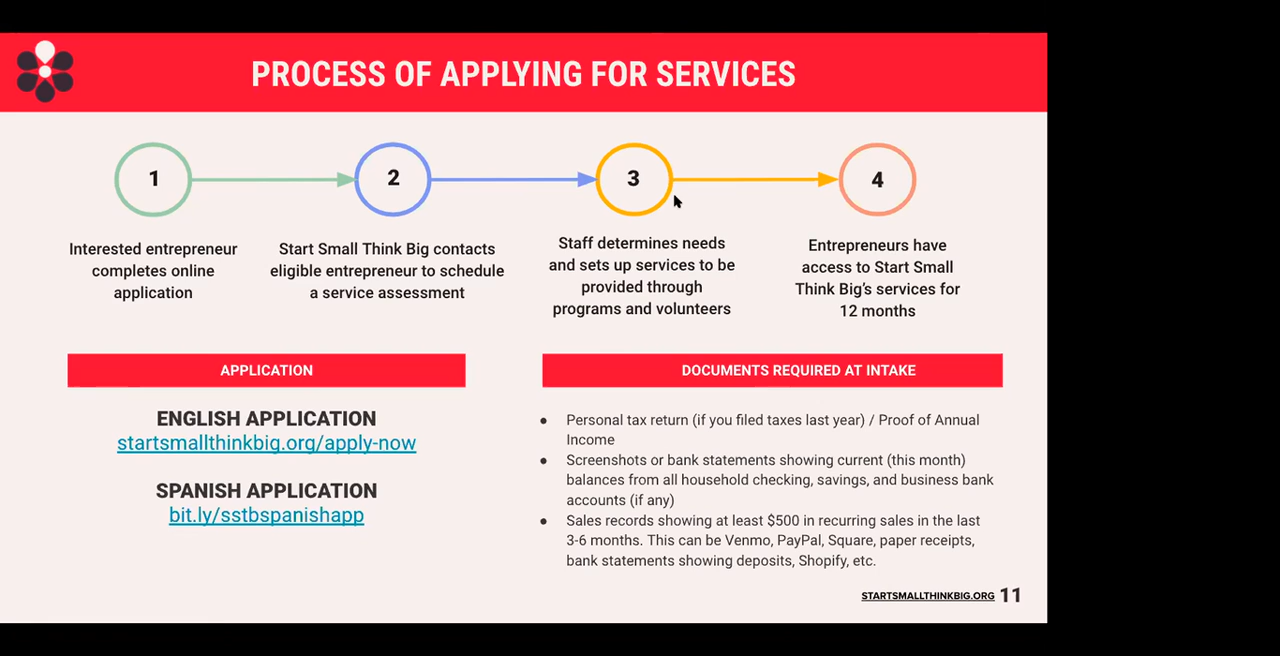 PROCESS OF APPLYING FOR SERVICES
1
2
3
4
Interested entrepreneur
completes online
application
Start Small Think Big contacts
eligible entrepreneur to schedule
a service assessment
Staff determines needs
and sets up services to be
provided through
programs and volunteers
Entrepreneurs have
access to Start Small
Think Big’s services for
12 months
APPLICATION
ENGLISH APPLICATION
startsmallthinkbig.org/apply-now
SPANISH APPLICATION
bit.ly/sstbspanishapp
DOCUMENTS REQUIRED AT INTAKE
● Personal tax return (if you filed taxes last year) / Proof of Annual
Income
● Screenshots or bank statements showing current (this month)
balances from all household checking, savings, and business bank
accounts (if any)
● Sales records showing at least $500 in recurring sales in the last
3-6 months. This can be Venmo, PayPal, Square, paper receipts,
bank statements showing deposits, Shopify, etc.
STARTSMALLTHINKBIG.ORG 11